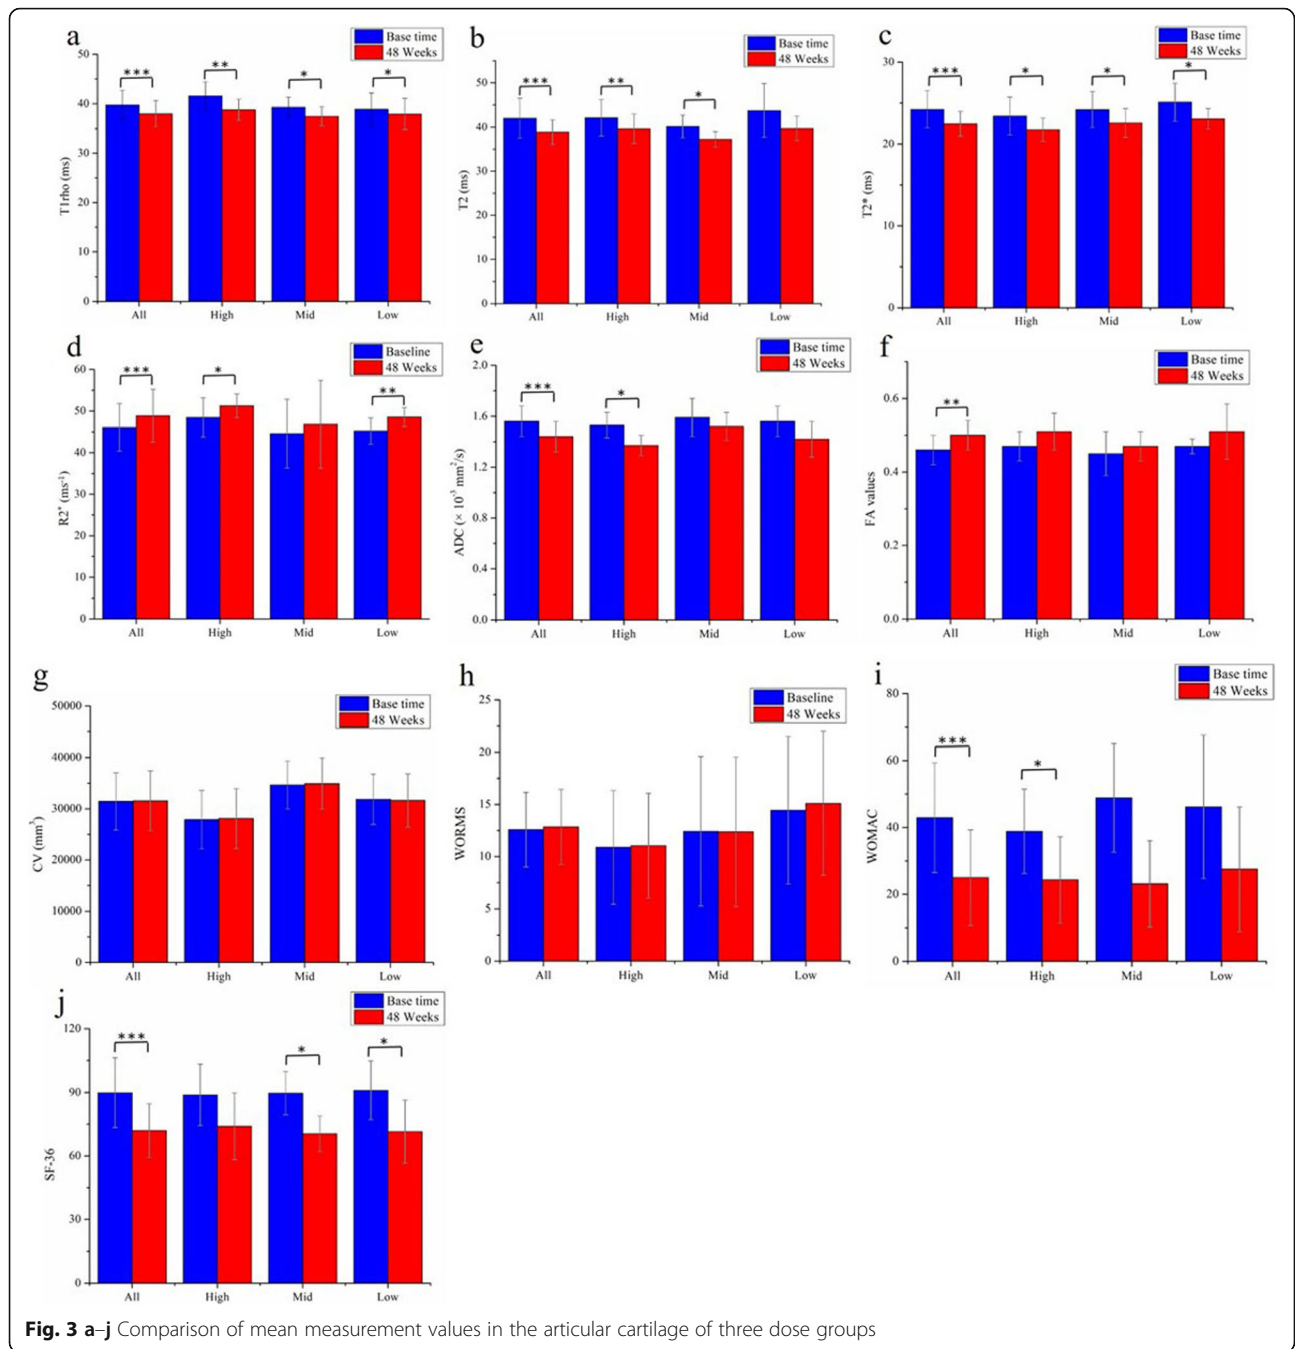 a
Base time
48 Weeks
50
40
30
20
10
0
T1rho (ms)
***
**
*
*
All High Mid Low
b
Base time
48 Weeks
50
40
30
20
10
0
T2 (ms)
***
**
*
All High Mid Low
c
Base time
48 Weeks
30
20
10
0
T2* (ms)
***
*
*
*
All High Mid Low
d
Baseline
48 Weeks
60
50
40
30
20
10
0
R2* (ms-1)
***
*
**
All High Mid Low
e
Base time
48 Weeks
2.0
1.6
1.2
0.8
0.4
0.0
ADC (× 10-3 mm2/s)
***
*
All High Mid Low
f
Base time
48 Weeks
0.6
0.4
0.2
0.0
FA values
**
All High Mid Low
g
Base time
48 Weeks
50000
40000
30000
20000
10000
0
CV (mm3)
All High Mid Low
h
Baseline
48 Weeks
25
20
15
10
5
0
WORMS
All High Mid Low
i
Base time
48 Weeks
80
60
40
20
0
WOMAC
***
*
All High Mid Low
j
Base time
48 Weeks
120
90
60
30
0
SF-36
***
*
*
All High Mid Low
Fig. 3 a–j Comparison of mean measurement values in the articular cartilage of three dose groups